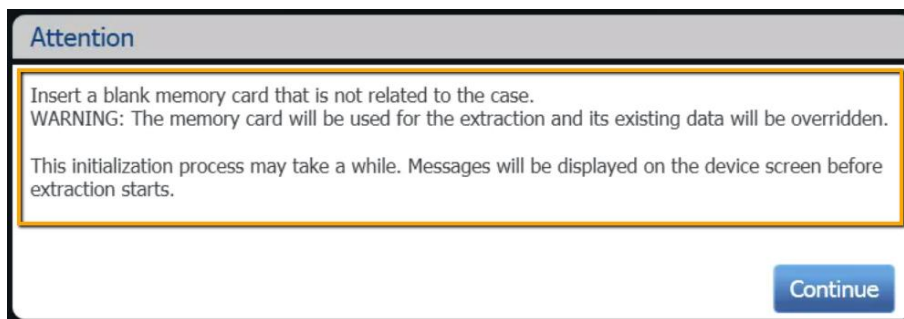 Attention
Insert a blank memory card that is not related to the case.
WARNING: The memory card will be used for the extraction and its existing data will be overridden.
This initialization process may take a while. Messages will be displayed on the device screen before
extraction starts.
Continue